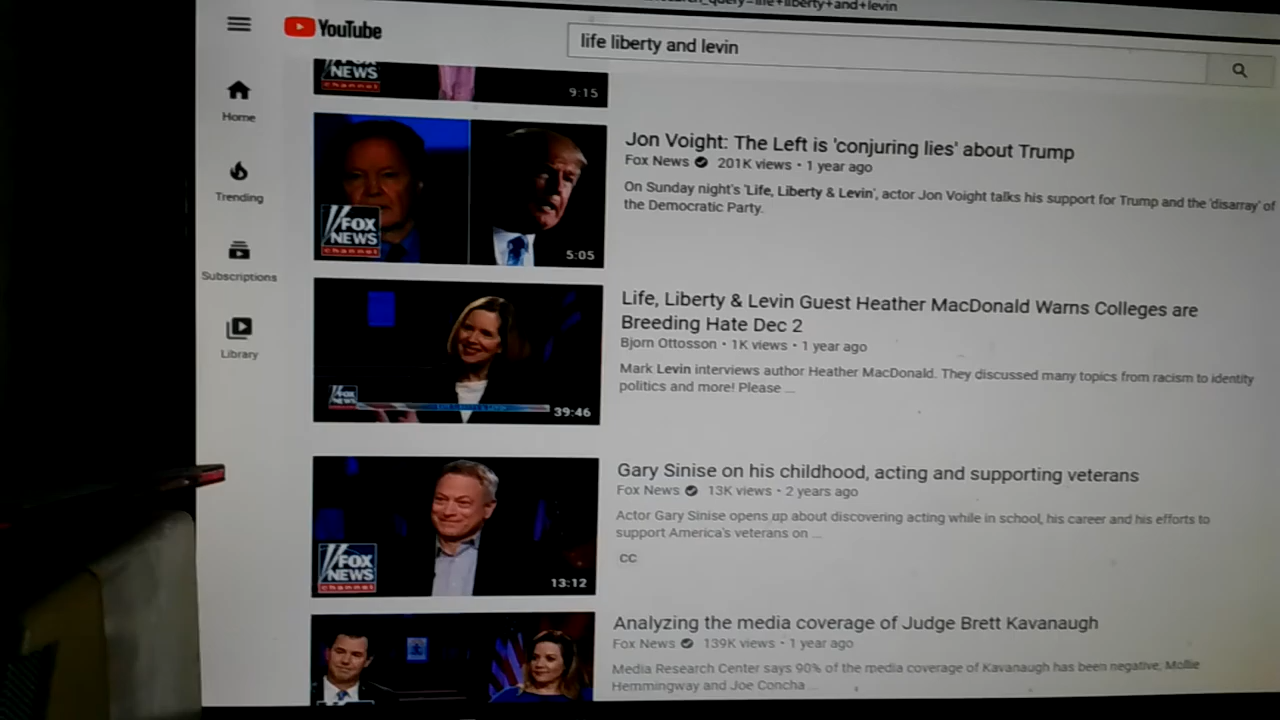 life+liberty+and+levin
YouTube
life liberty and levin
Home
Trending
Subscriptions
Library
NEWS
channel
9:15
FOX
NEWS
channel
5:05
Jon Voight: The Left is 'conjuring lies' about Trump
Fox News 201K views • 1 year ago
On Sunday night's 'Life, Liberty & Levin', actor Jon Voight talks his support for Trump and the 'disarray' of
the Democratic Party.
39:46
Life, Liberty & Levin Guest Heather MacDonald Warns Colleges are
Breeding Hate Dec 2
Bjorn Ottosson • 1K views • 1 year ago
Mark Levin interviews author Heather MacDonald. They discussed many topics from racism to identity
politics and more! Please ...
FOX
NEWS
channel
13:12
Gary Sinise on his childhood, acting and supporting veterans
Fox News 13K views • 2 years ago
Actor Gary Sinise opens up about discovering acting while in school, his career and his efforts to
support America's veterans on ...
CC
Analyzing the media coverage of Judge Brett Kavanaugh
Fox News 139K views • 1 year ago
Media Research Center says 90% of the media coverage of Kavanaugh has been negative; Mollie
Hemmingway and Joe Concha ...